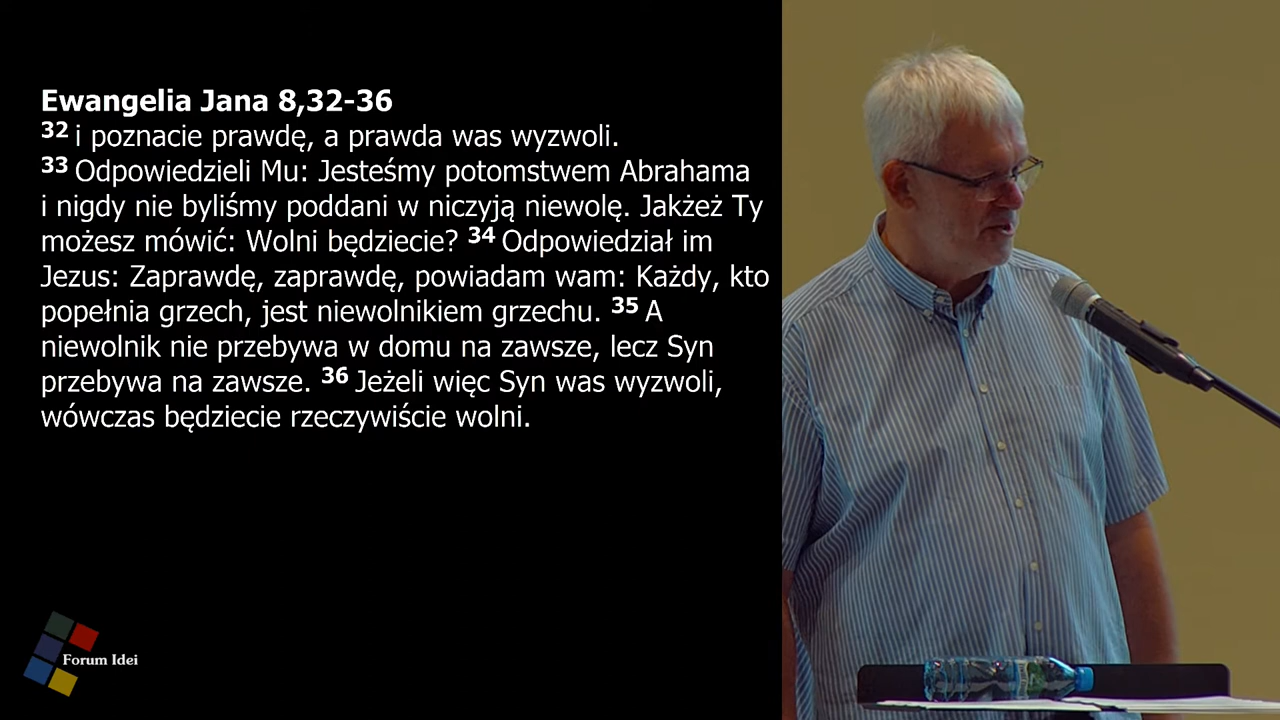 Ewangelia Jana 8,32-36
32 i poznacie prawdę, a prawda was wyzwoli.
33 Odpowiedzieli Mu: Jesteśmy potomstwem Abrahama
i nigdy nie byliśmy poddani w niczyją niewolę. Jakżeż Ty
możesz mówić: Wolni będziecie? 34 Odpowiedział im
Jezus: Zaprawdę, zaprawdę, powiadam wam: Każdy, kto
popełnia grzech, jest niewolnikiem grzechu. 35 A
niewolnik nie przebywa w domu na zawsze, lecz Syn
przebywa na zawsze. 36 Jeżeli więc Syn was wyzwoli,
wówczas będziecie rzeczywiście wolni.
Forum Idei